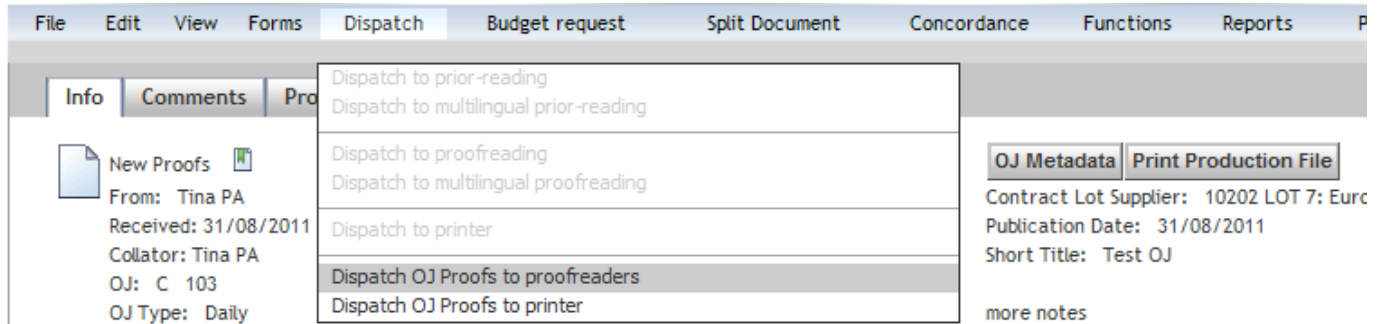 File Edit View Forms Dispatch Budget request Split Document Concordance Functions Reports
Info Comments
Dispatch to prior-reading
Dispatch to multilingual prior-reading
Dispatch to proofreading
Dispatch to multilingual proofreading
Dispatch to printer
Dispatch OJ Proofs to proofreaders
Dispatch OJ Proofs to printer
New Proofs
From: Tina PA
Received: 31/08/2011
Collator: Tina PA
OJ: C 103
OJ Type: Daily
OJ Metadata Print Production File
Contract Lot Supplier: 10202 LOT 7:
Publication Date: 31/08/2011
Short Title: Test OJ
more notes